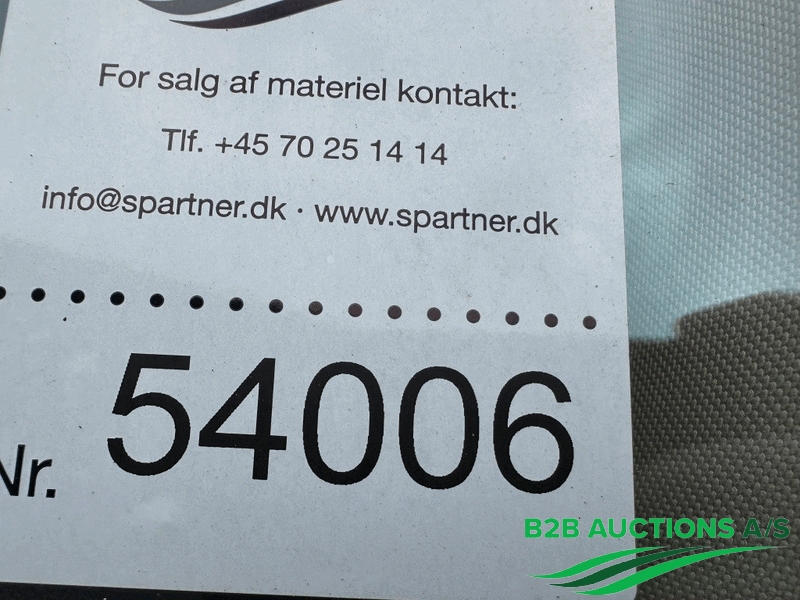 For salg af materiel kontakt:
Tlf. +45 70 25 14 14
info@spartner.dk · www.spartner.dk
Nr. 54006
B2B AUCTIONS A/S